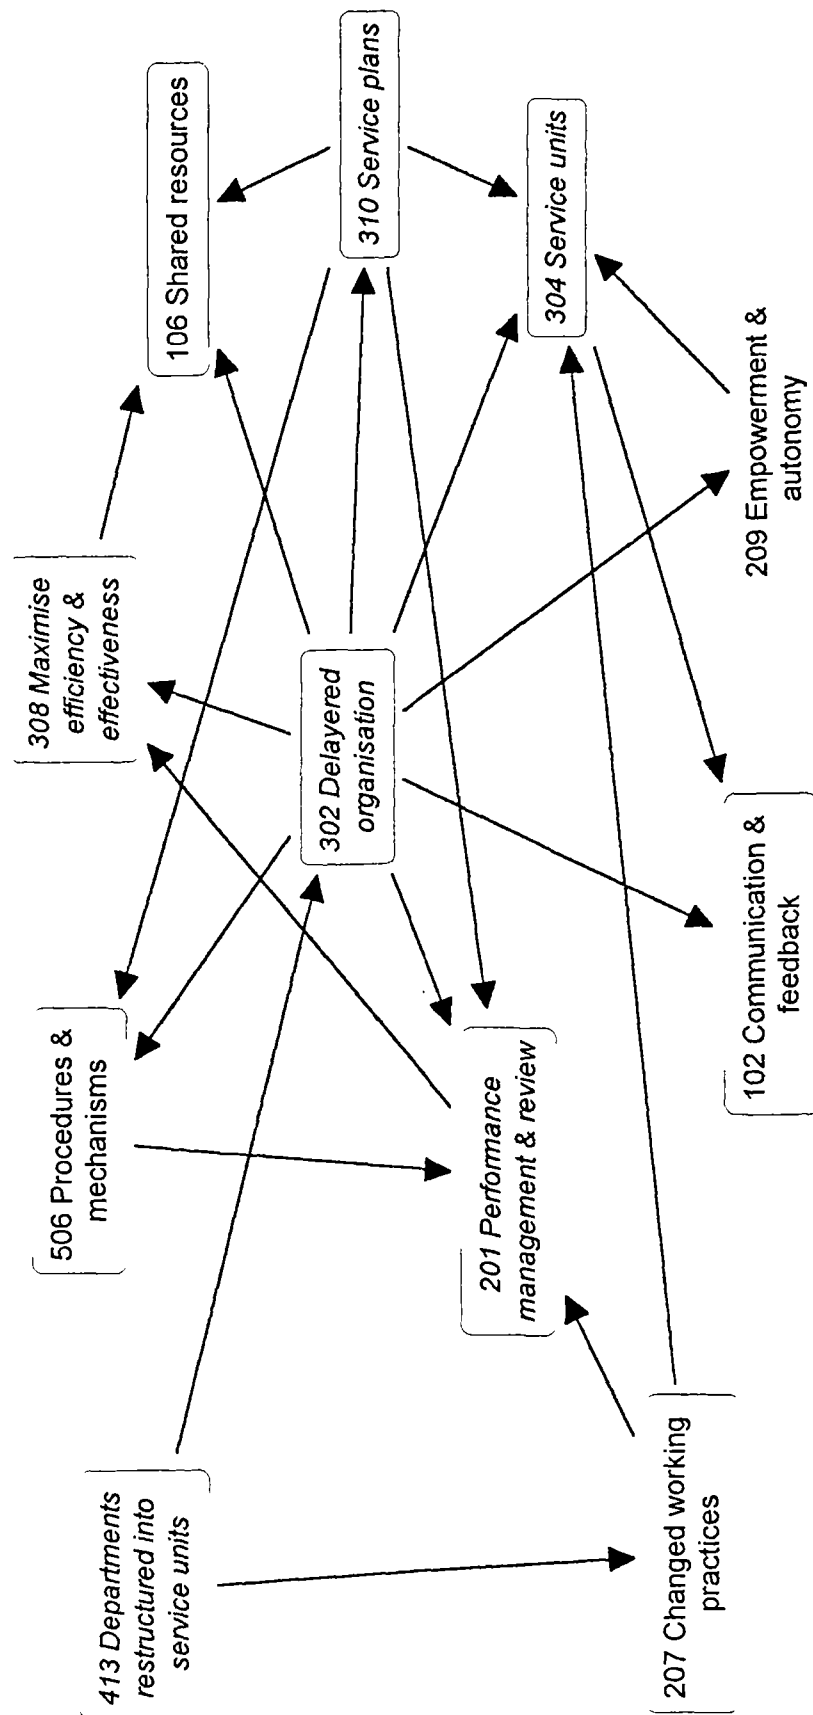 413 Departments
restructured into
service units
506 Procedures &
mechanisms
308 Maximise
efficiency &
effectiveness
106 Shared resources
302 Delayered
organisation
310 Service plans
201 Performance
management & review
304 Service units
207 Changed working
practices
102 Communication &
feedback
209 Empowerment &
autonomy